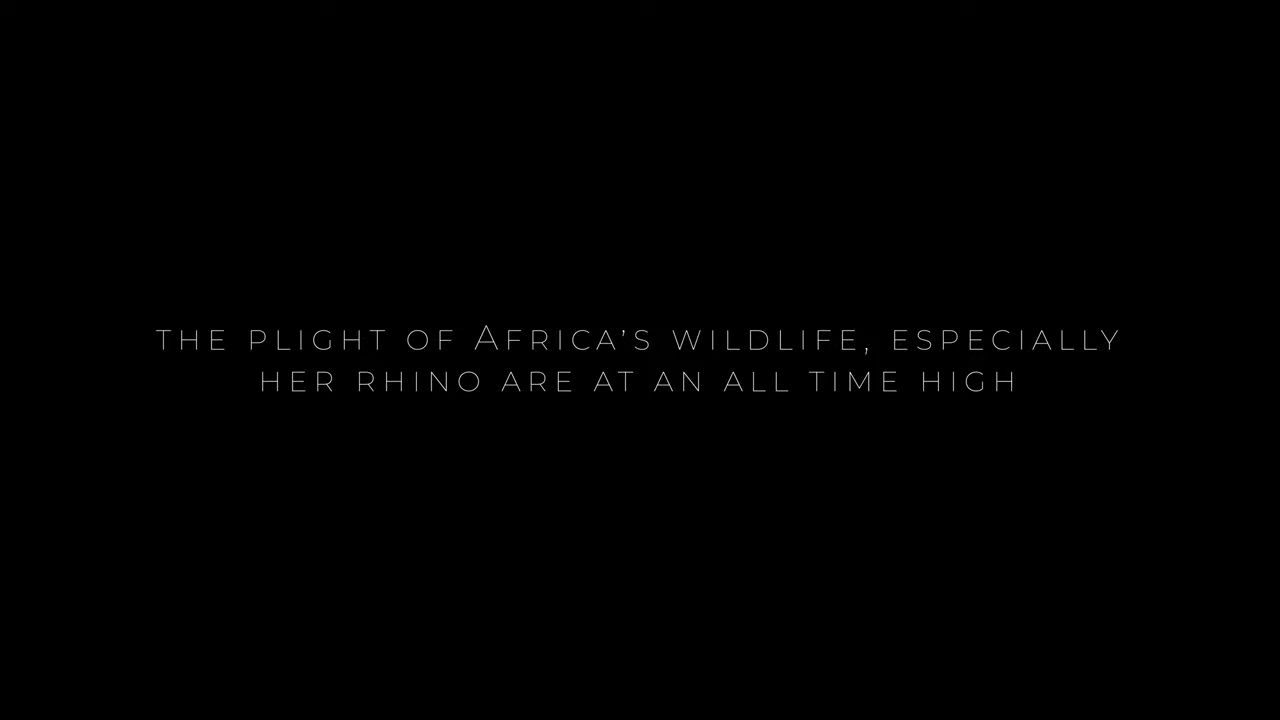 THE PLIGHT OF AFRICA’S WILDLIFE, ESPECIALLY
HER RHINO ARE AT AN ALL TIME HIGH